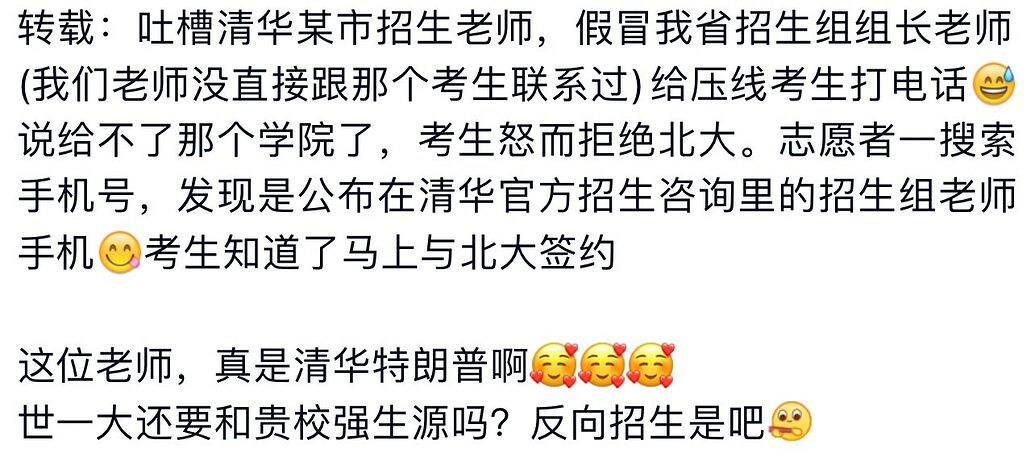 转载：吐槽清华某市招生老师，假冒我省招生组组长老师
(我们老师没直接跟那个考生联系过)给压线考生打电话😅
说给不了那个学院了，考生怒而拒绝北大。志愿者一搜索
手机号，发现是公布在清华官方招生咨询里的招生组老师
手机😋考生知道了马上与北大签约
这位老师，真是清华特朗普啊🥰🥰🥰
世一大还要和贵校强生源吗？反向招生是吧🫢